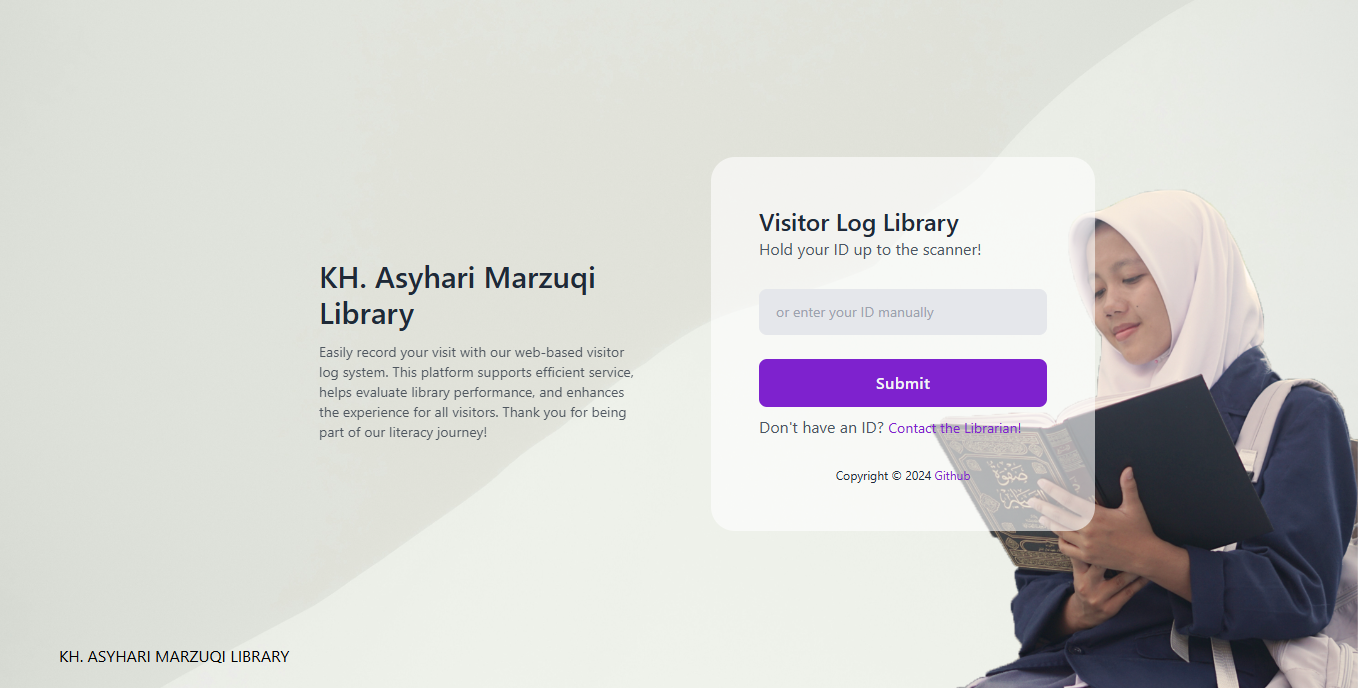 KH. Asyhari Marzuqi
Library
Easily record your visit with our web-based visitor
log system. This platform supports efficient service,
helps evaluate library performance, and enhances
the experience for all visitors. Thank you for being
part of our literacy journey!
Visitor Log Library
Hold your ID up to the scanner!
or enter your ID manually
Submit
Don't have an ID? Contact the Librarian!
Copyright © 2024 Github
KH. ASYHARI MARZUQI LIBRARY